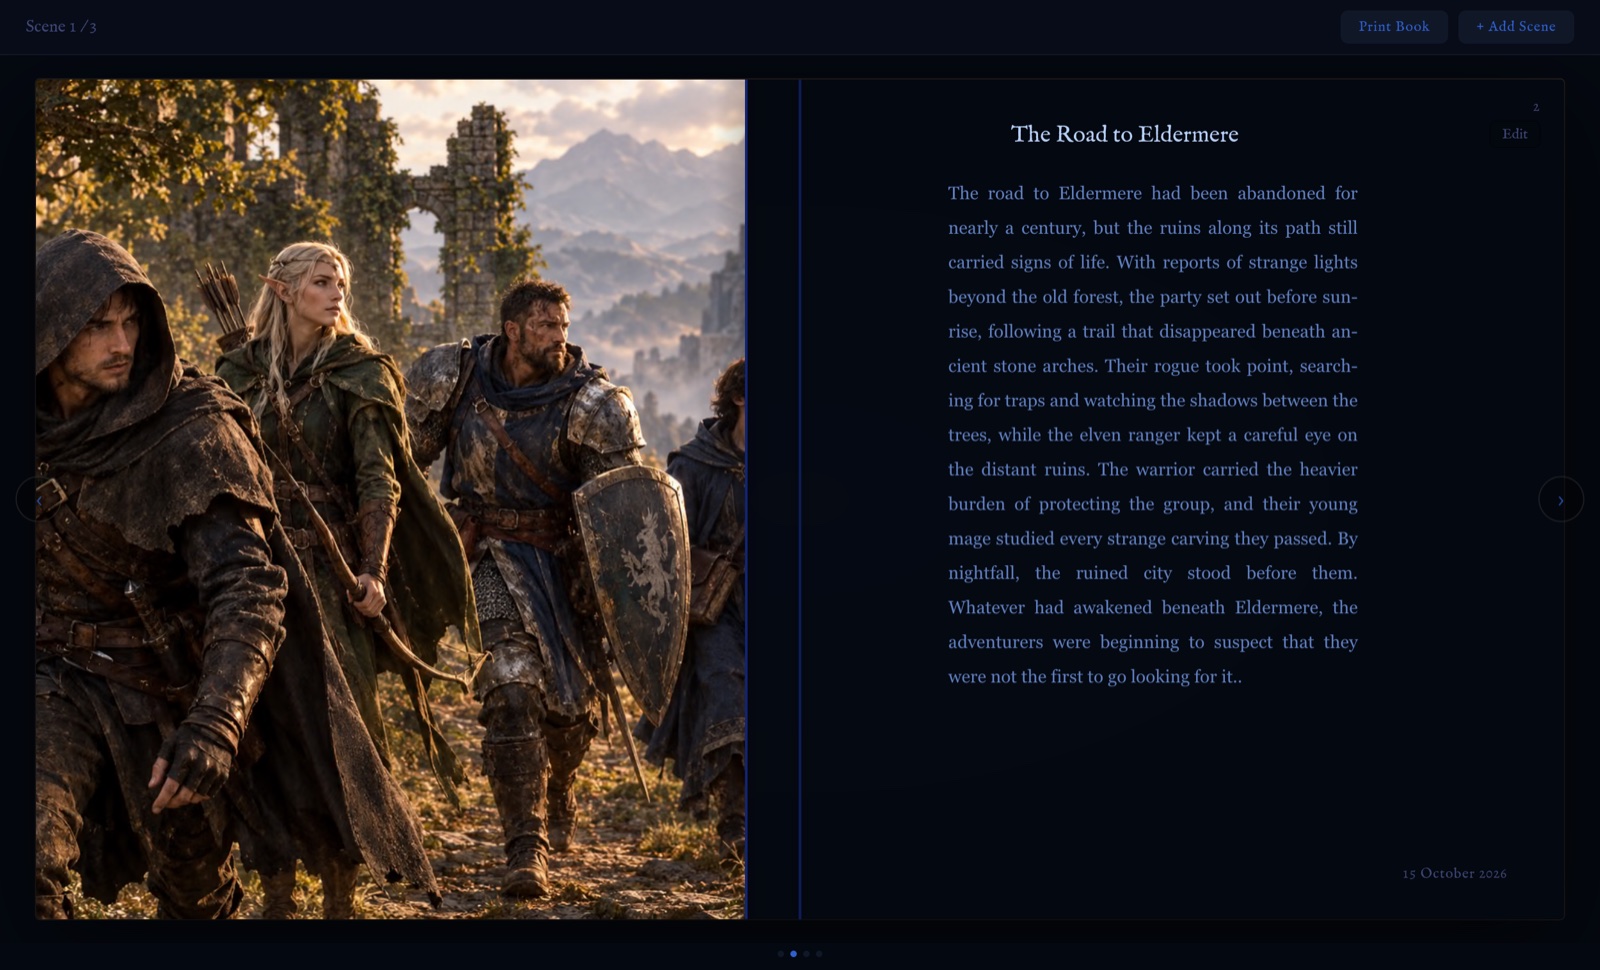 Scene 1 / 3
Print Book
+ Add Scene
2
The Road to Eldermere
Edit
The road to Eldermere had been abandoned for
nearly a century, but the ruins along its path still
carried signs of life. With reports of strange lights
beyond the old forest, the party set out before sun-
rise, following a trail that disappeared beneath an-
cient stone arches. Their rogue took point, search-
ing for traps and watching the shadows between the
trees, while the elven ranger kept a careful eye on
the distant ruins. The warrior carried the heavier
burden of protecting the group, and their young
mage studied every strange carving they passed. By
nightfall, the ruined city stood before them.
Whatever had awakened beneath Eldermere, the
adventurers were beginning to suspect that they
were not the first to go looking for it..
15 October 2026